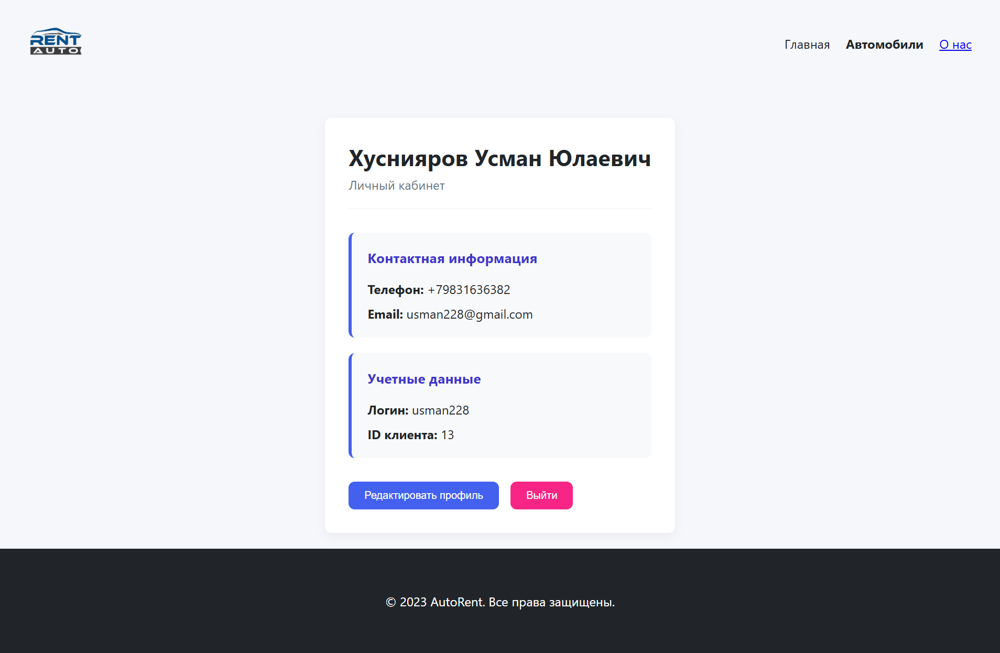 RENT
AUTO
Главная Автомобили О нас
Хуснияров Усман Юлаевич
Личный кабинет
Контактная информация
Телефон: +79831636382
Email: usman228@gmail.com
Учетные данные
Логин: usman228
ID клиента: 13
Редактировать профиль Выйти
© 2023 AutoRent. Все права защищены.